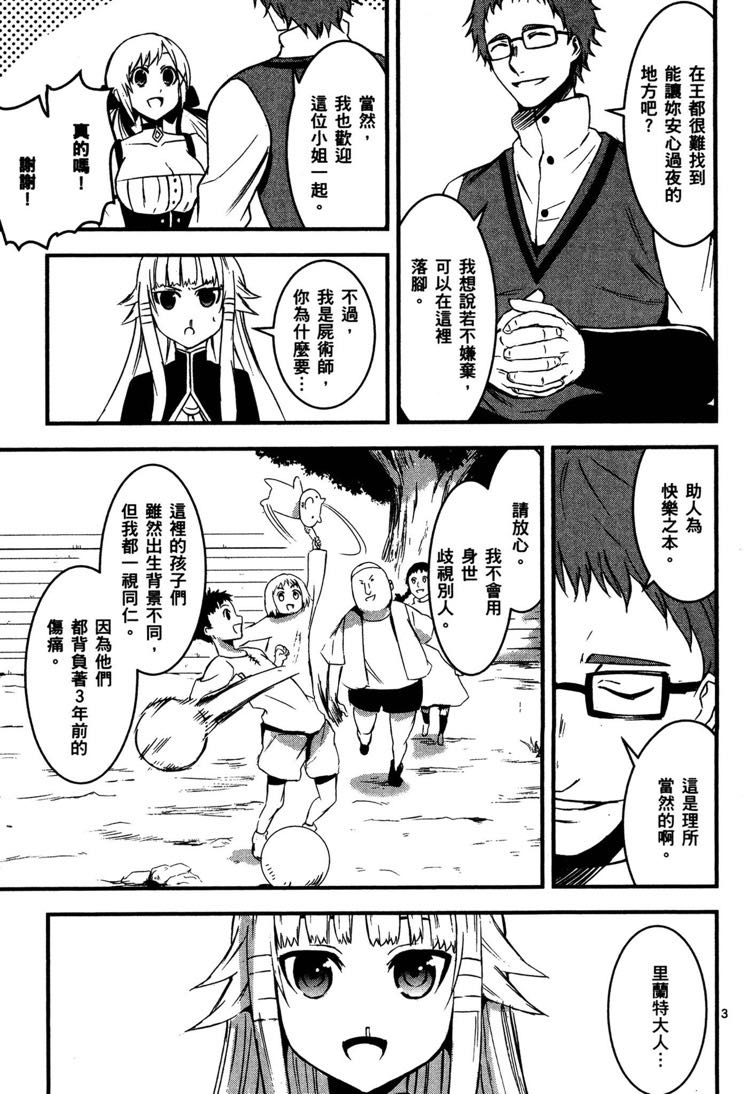 在王都很難找到
能讓妳安心過夜的
地方吧？
我想說若不嫌棄，
可以在這裡
落腳。
當然，
我也歡迎
這位小姐一起。
真的嗎！
謝謝！
不過，
我是屍術師，
你為什麼要…
助人為
快樂之本。
這是理所
當然的啊。
請放心。
我不會用
身世
歧視別人。
這裡的孩子們
雖然出生背景不同，
但我都一視同仁。
因為他們
都背負著3年前的
傷痛。
里蘭特大人…
3